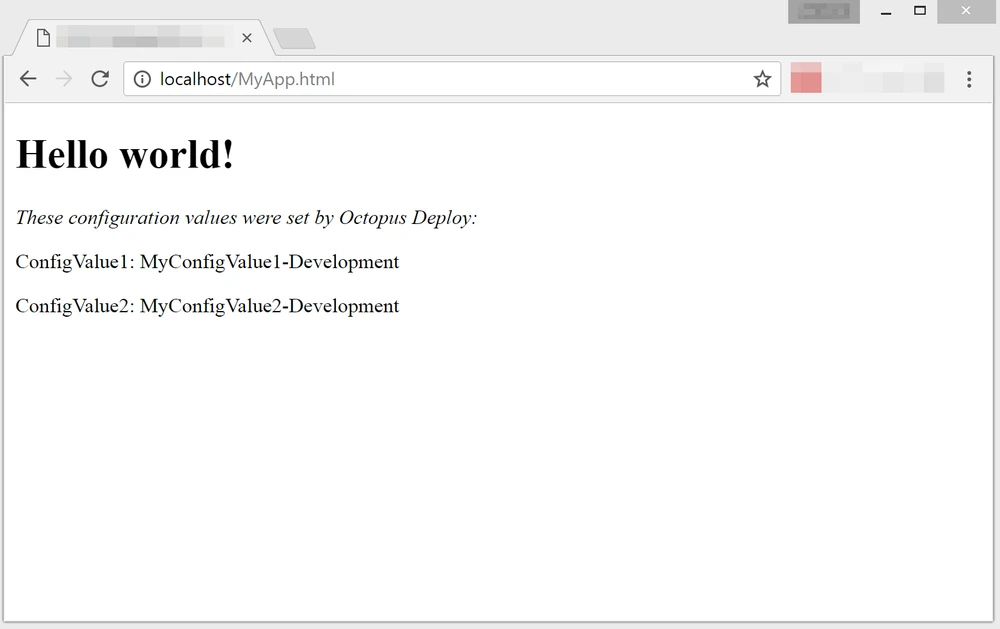 localhost/MyApp.html
Hello world!
These configuration values were set by Octopus Deploy:
ConfigValue1: MyConfigValue1-Development
ConfigValue2: MyConfigValue2-Development